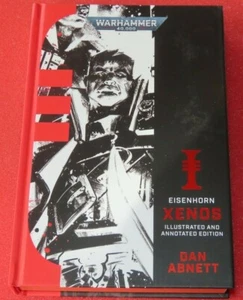 WARHAMMER
40,000
EISENHORN
XENOS
ILLUSTRATED AND
ANNOTATED EDITION
DAN
ABNETT